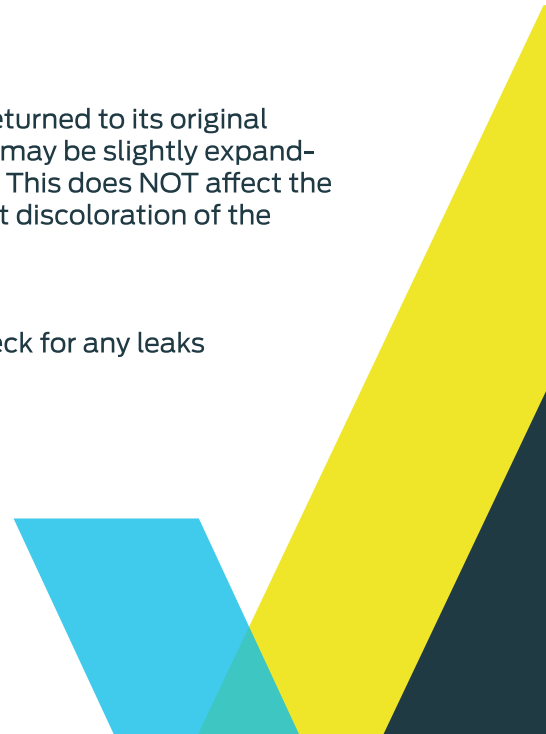 eturned to its original
may be slightly expand-
This does NOT affect the
t discoloration of the
eck for any leaks